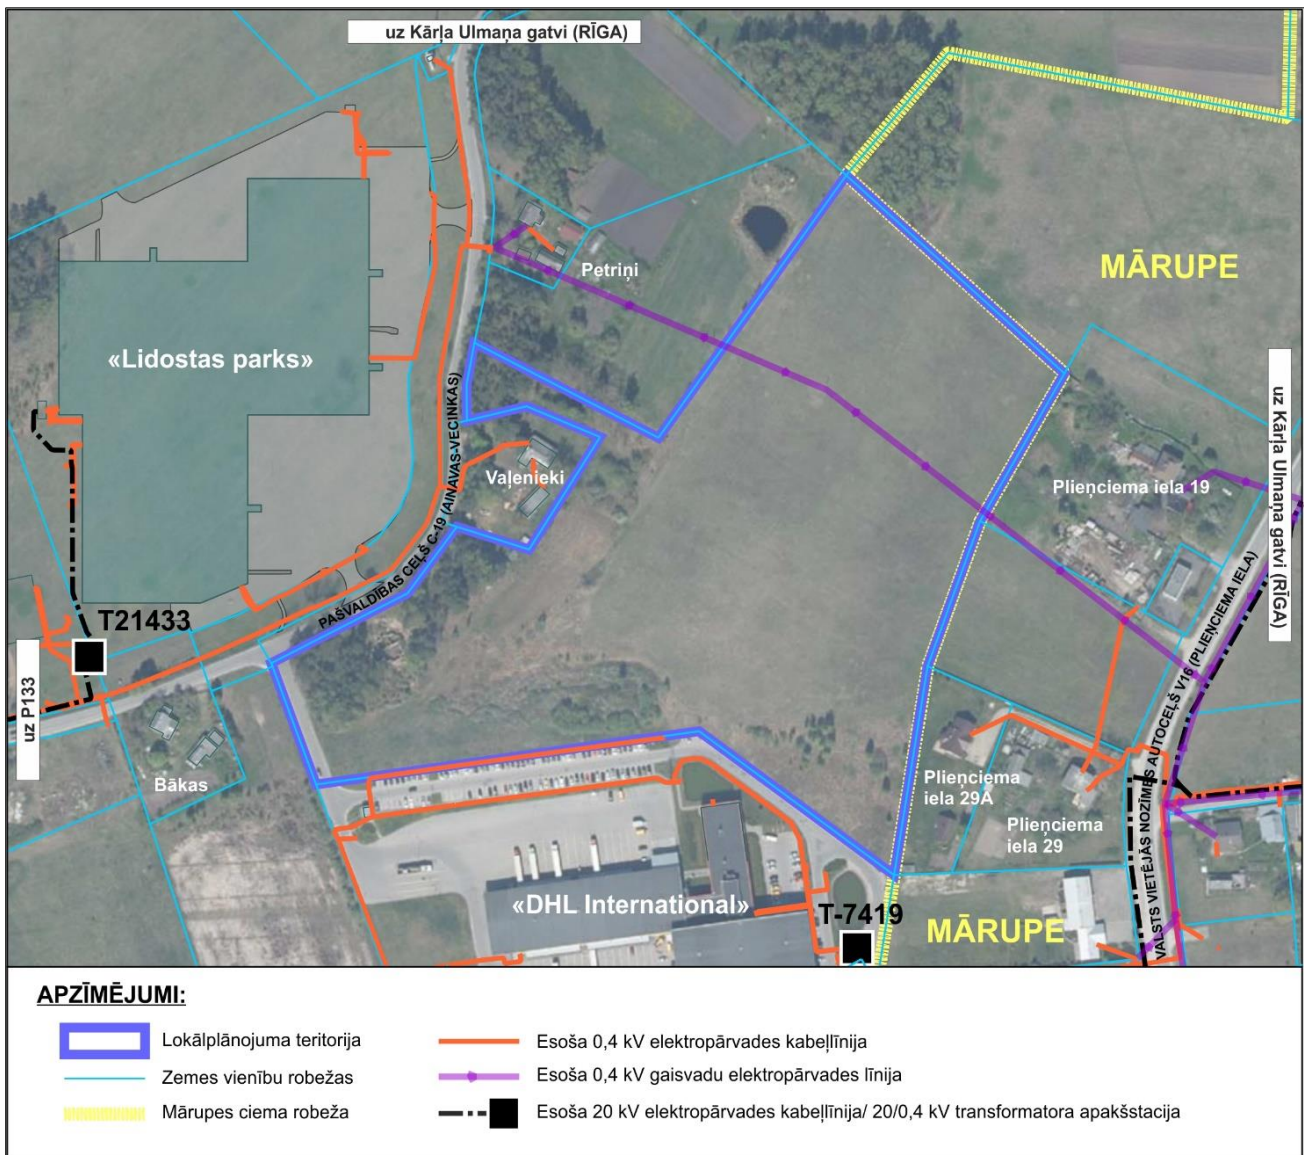 uz Kārļa Ulmaņa gatvi (RĪGA)
Petriņi
MĀRUPE
«Lidostas parks»
PAŠVALDĪBAS CEĻŠ C-19 (AINAVAS-VECINKAS)
Vaļenieki
Plieņciema iela 19
uz Kārļa Ulmaņa gatvi (RĪGA)
T21433
uz P133
Bākas
VALSTS VIETĒJĀS NOZĪMES AUTOCEĻŠ V16 (PLIEŅCIEMA IELA)
Plieņciema
iela 29A
Plieņciema
iela 29
«DHL International»
T-7419
MĀRUPE
APZĪMĒJUMI:
Lokālplānojuma teritorija
Zemes vienību robežas
Mārupes ciema robeža
Esoša 0,4 kV elektropārvades kabeļlīnija
Esoša 0,4 kV gaisvadu elektropārvades līnija
Esoša 20 kV elektropārvades kabeļlīnija/ 20/0,4 kV transformatora apakšstacija